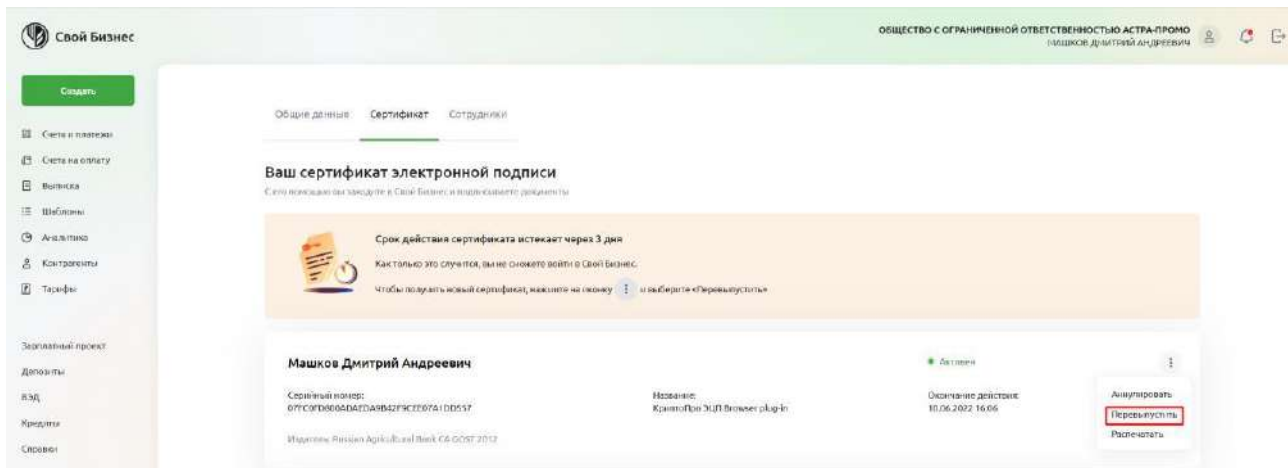 Свой Бизнес
ОБЩЕСТВО С ОГРАНИЧЕННОЙ ОТВЕТСТВЕННОСТЬЮ АСТРА-ПРОМО
МАШКОВ ДМИТРИЙ АНДРЕЕВИЧ
Создать
Счета и платежи
Счета на оплату
Выписка
Шаблоны
Аналитика
Контрагенты
Тарифы
Зарплатный проект
Депозиты
ВЭД
Кредиты
Справки
Общие данные Сертификат Сотрудники
Ваш сертификат электронной подписи
С его помощью вы заходите в Свой Бизнес и подписываете документы
Срок действия сертификата истекает через 3 дня
Как только это случится, вы не сможете войти в Свой Бизнес.
Чтобы получить новый сертификат, нажмите на иконку и выберите «Перевыпустить»
Машков Дмитрий Андреевич
Активен
Серийный номер:
Название:
КриптоПро ЭЦП Browser plug-in
Окончание действия:
10.06.2022 16:06
Издатель: Russian Agricultural Bank CA GOST 2012
Аннулировать
Перевыпустить
Распечатать